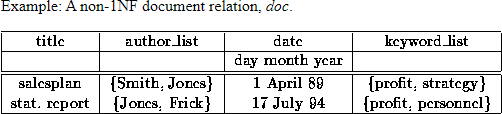 Example: A non-1NF document relation, doc.
title author_list date keyword_list
day month year
salesplan {Smith, Jones} 1 April 89 {profit, strategy}
stat. report {Jones, Frick} 17 July 94 {profit, personnel}